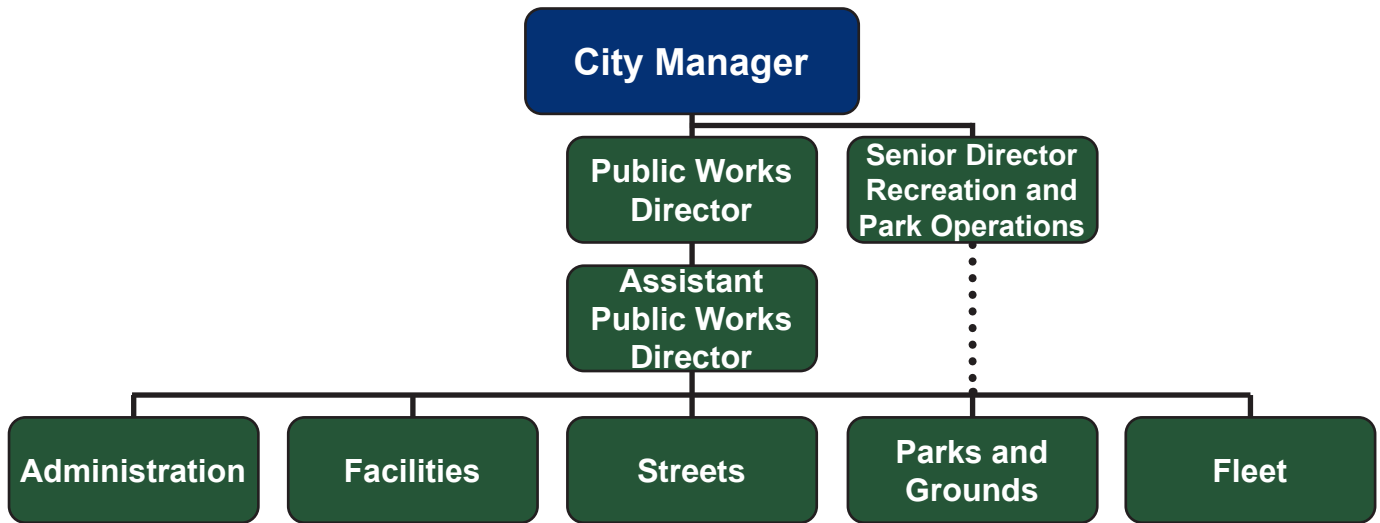 City Manager
Public Works
Director
Senior Director
Recreation and
Park Operations
Assistant
Public Works
Director
Administration
Facilities
Streets
Parks and
Grounds
Fleet